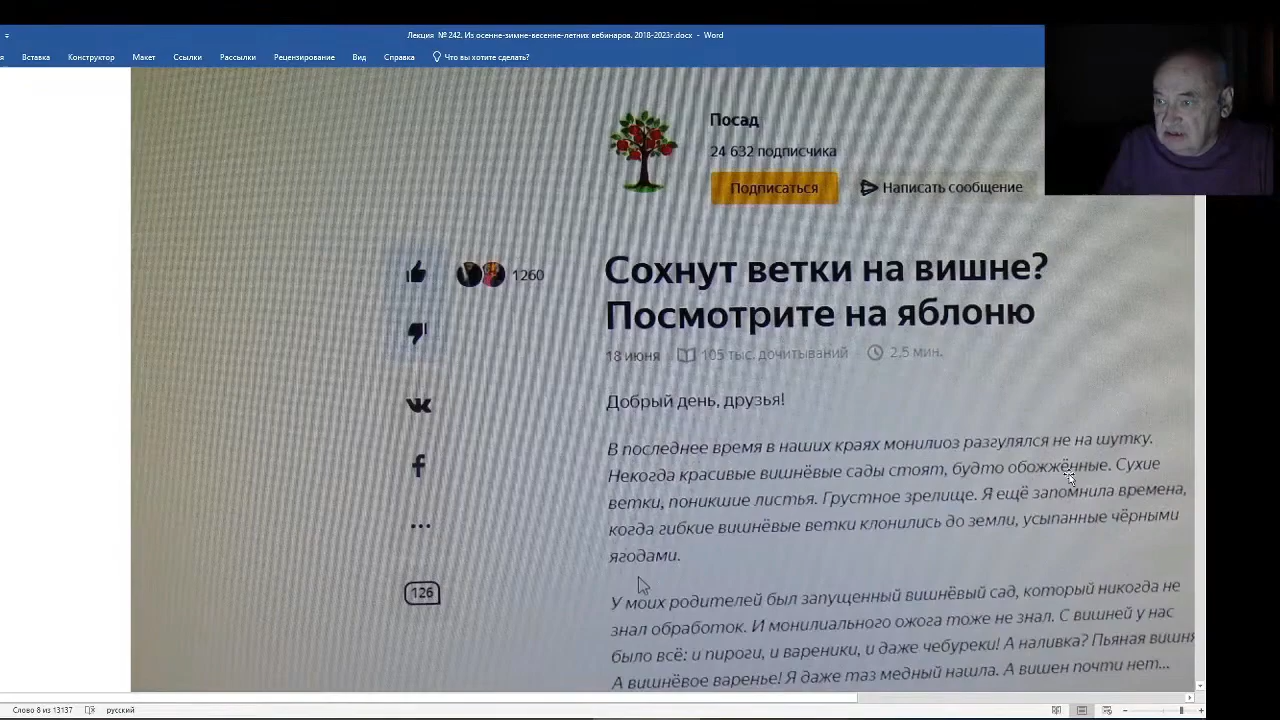 Лекция № 242. Из осенне-зимне-весенне-летних вебинаров. 2018-2023г.docx - Word
Вставка Конструктор Макет Ссылки Рассылки Рецензирование Вид Справка Что вы хотите сделать?
Посад
24 632 подписчика
Подписаться Написать сообщение
1260
Сохнут ветки на вишне?
Посмотрите на яблоню
18 июня 105 тыс. дочитываний 2,5 мин.
Добрый день, друзья!
В последнее время в наших краях монилиоз разгулялся не на шутку.
Некогда красивые вишнёвые сады стоят, будто обожжённые. Сухие
ветки, поникшие листья. Грустное зрелище. Я ещё запомнила времена,
когда гибкие вишнёвые ветки клонились до земли, усыпанные чёрными
ягодами.
126
У моих родителей был запущенный вишнёвый сад, который никогда не
знал обработок. И монилиального ожога тоже не знал. С вишней у нас
было всё: и пироги, и вареники, и даже чебуреки! А наливка? Пьяная вишня
А вишнёвое варенье! Я даже таз медный нашла. А вишен почти нет...
Слово 8 из 13137 русский